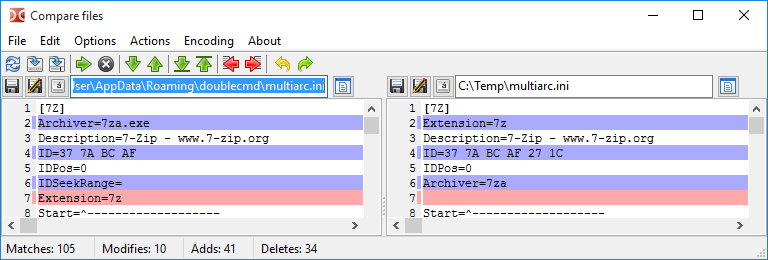 Compare files
File Edit Options Actions Encoding About
Jser\AppData\Roaming\doublecmd\multiarc.ini
C:\Temp\multiarc.ini
1 [7Z]
2 Archiver=7za.exe
3 Description=7-Zip - www.7-zip.org
4 ID=37 7A BC AF
5 IDPos=0
6 IDSeekRange=
7 Extension=7z
8 Start=^-------------------
1 [7Z]
2 Extension=7z
3 Description=7-Zip - www.7-zip.org
4 ID=37 7A BC AF 27 1C
5 IDPos=0
6 Archiver=7za
7
8 Start=^-------------------
Matches: 105 Modifies: 10 Adds: 41 Deletes: 34